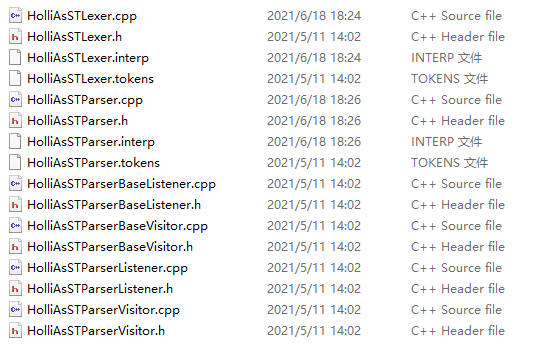 HolliAsSTLexer.cpp 2021/6/18 18:24 C++ Source file
HolliAsSTLexer.h 2021/5/11 14:02 C++ Header file
HolliAsSTLexer.interp 2021/6/18 18:24 INTERP 文件
HolliAsSTLexer.tokens 2021/5/11 14:02 TOKENS 文件
HolliAsSTParser.cpp 2021/6/18 18:26 C++ Source file
HolliAsSTParser.h 2021/6/18 18:26 C++ Header file
HolliAsSTParser.interp 2021/6/18 18:26 INTERP 文件
HolliAsSTParser.tokens 2021/5/11 14:02 TOKENS 文件
HolliAsSTParserBaseListener.cpp 2021/5/11 14:02 C++ Source file
HolliAsSTParserBaseListener.h 2021/5/11 14:02 C++ Header file
HolliAsSTParserBaseVisitor.cpp 2021/5/11 14:02 C++ Source file
HolliAsSTParserBaseVisitor.h 2021/5/11 14:02 C++ Header file
HolliAsSTParserListener.cpp 2021/5/11 14:02 C++ Source file
HolliAsSTParserListener.h 2021/5/11 14:02 C++ Header file
HolliAsSTParserVisitor.cpp 2021/5/11 14:02 C++ Source file
HolliAsSTParserVisitor.h 2021/5/11 14:02 C++ Header file